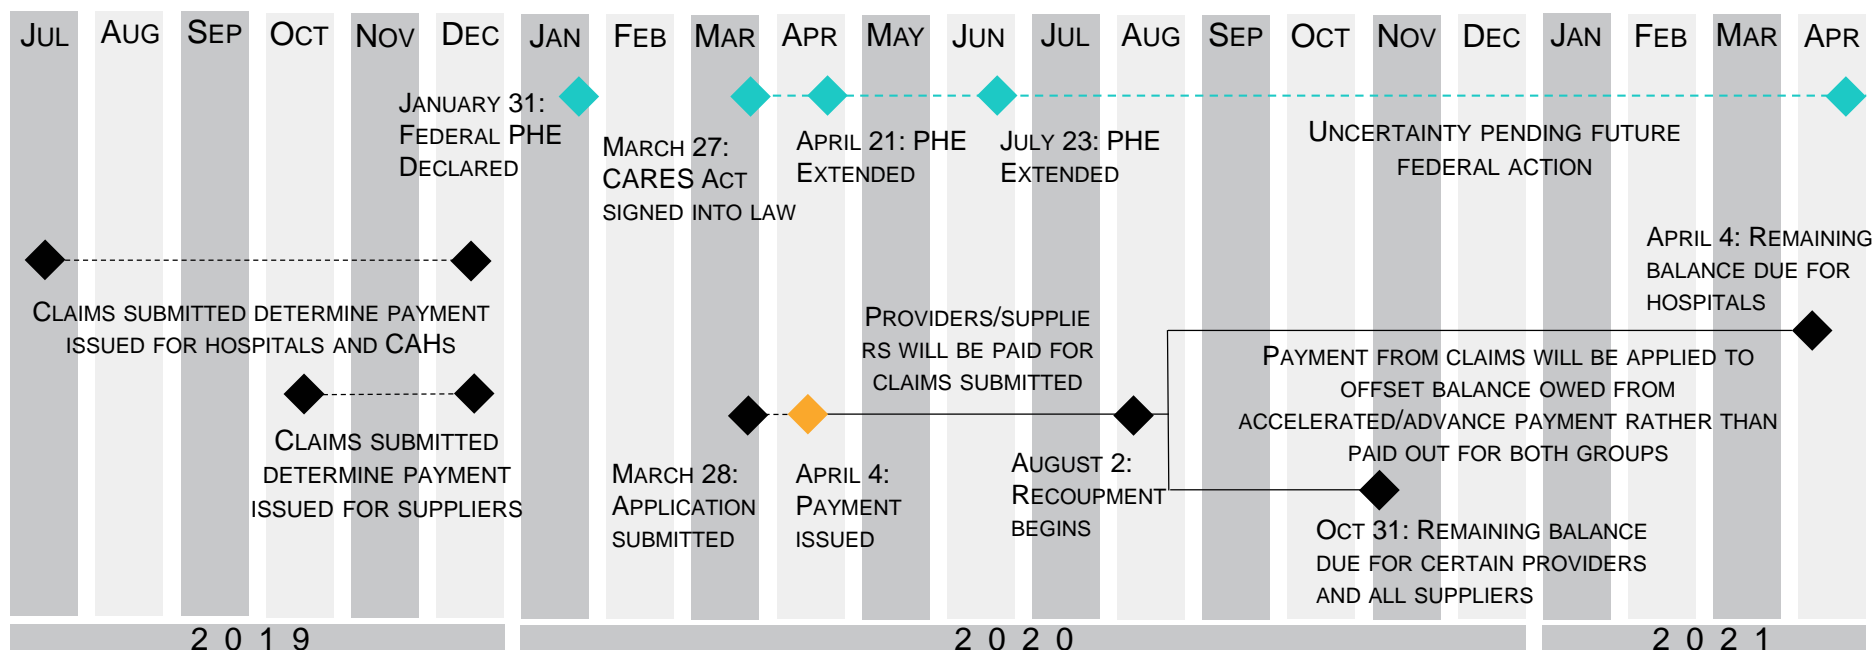 JUL AUG SEP OCT NOV DEC JAN FEB MAR APR MAY JUN JUL AUG SEP OCT NOV DEC JAN FEB MAR APR
JANUARY 31:
FEDERAL PHE
DECLARED
MARCH 27:
CARES ACT
SIGNED INTO LAW
APRIL 21: PHE
EXTENDED
JULY 23: PHE
EXTENDED
UNCERTAINTY PENDING FUTURE
FEDERAL ACTION
CLAIMS SUBMITTED DETERMINE PAYMENT
ISSUED FOR HOSPITALS AND CAHS
CLAIMS SUBMITTED
DETERMINE PAYMENT
ISSUED FOR SUPPLIERS
MARCH 28:
APPLICATION
SUBMITTED
APRIL 4:
PAYMENT
ISSUED
PROVIDERS/SUPPLIE
RS WILL BE PAID FOR
CLAIMS SUBMITTED
AUGUST 2:
RECOUPMENT
BEGINS
APRIL 4: REMAINING
BALANCE DUE FOR
HOSPITALS
PAYMENT FROM CLAIMS WILL BE APPLIED TO
OFFSET BALANCE OWED FROM
ACCELERATED/ADVANCE PAYMENT RATHER THAN
PAID OUT FOR BOTH GROUPS
OCT 31: REMAINING BALANCE
DUE FOR CERTAIN PROVIDERS
AND ALL SUPPLIERS
2019 2020 2021